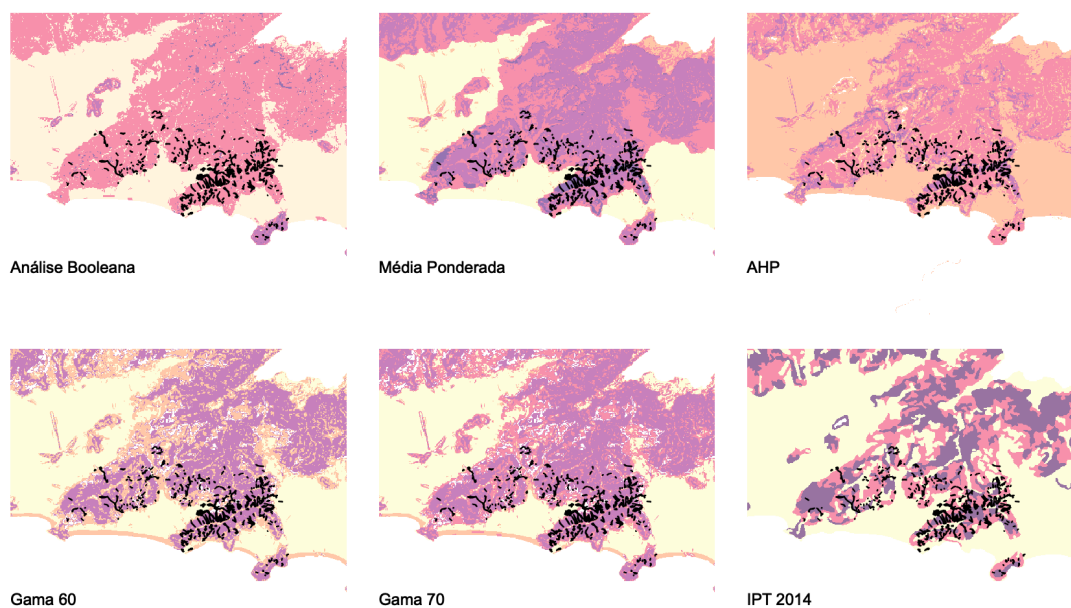 Análise Booleana
Média Ponderada
AHP
Gama 60
Gama 70
IPT 2014